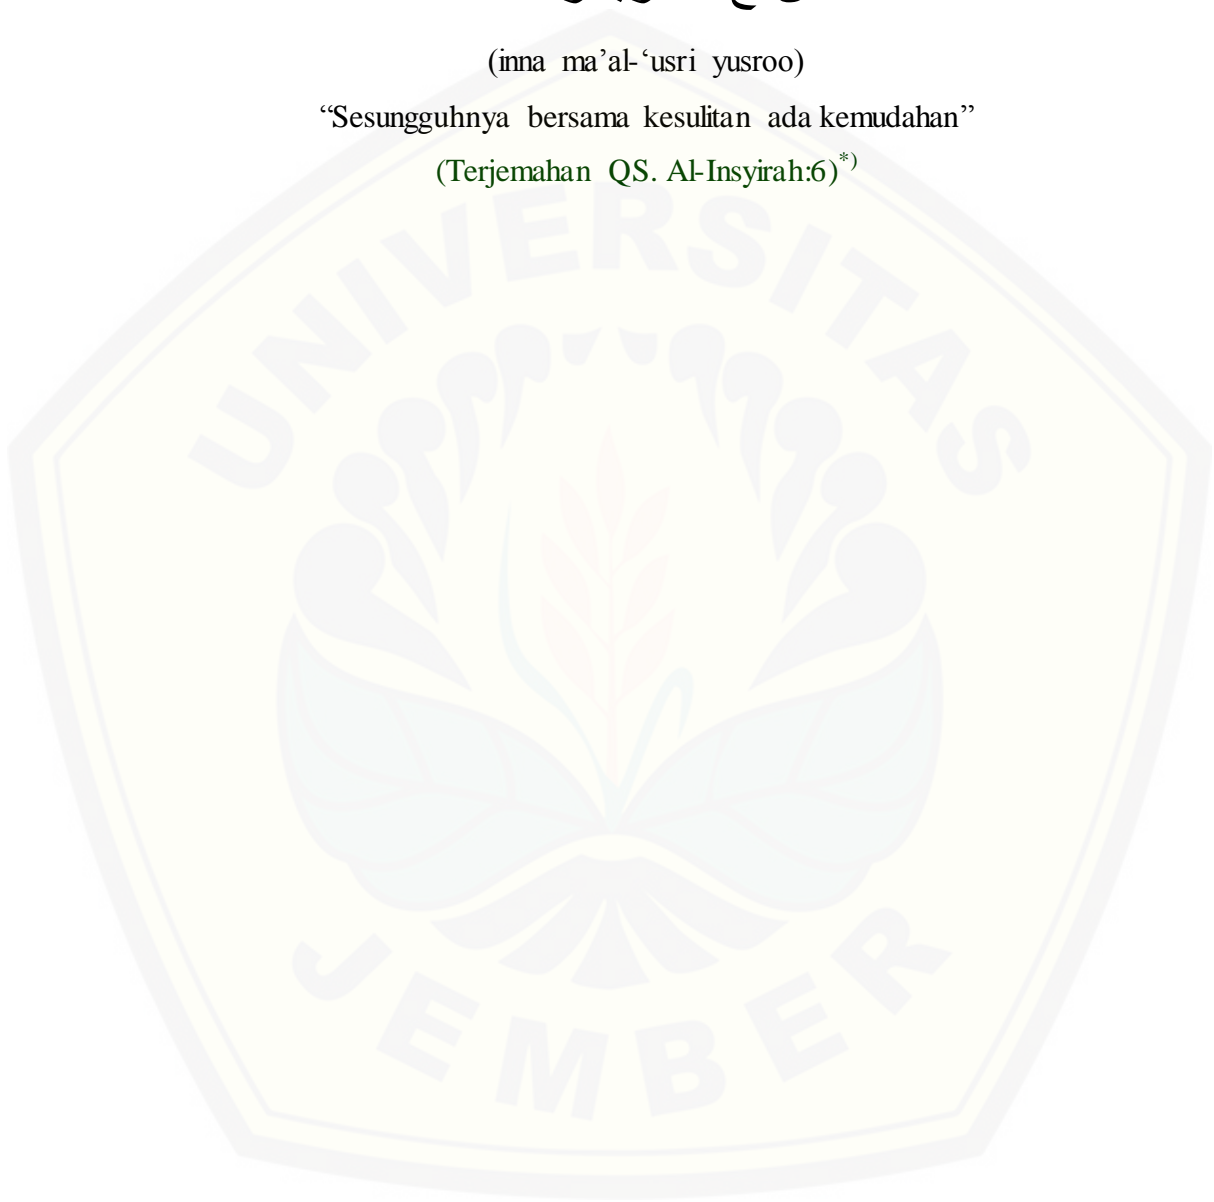 (inna ma’al-‘usri yusroo)
“Sesungguhnya bersama kesulitan ada kemudahan”
(Terjemahan QS. Al-Insyirah:6)*)
UNIVERSITAS
JEMBER